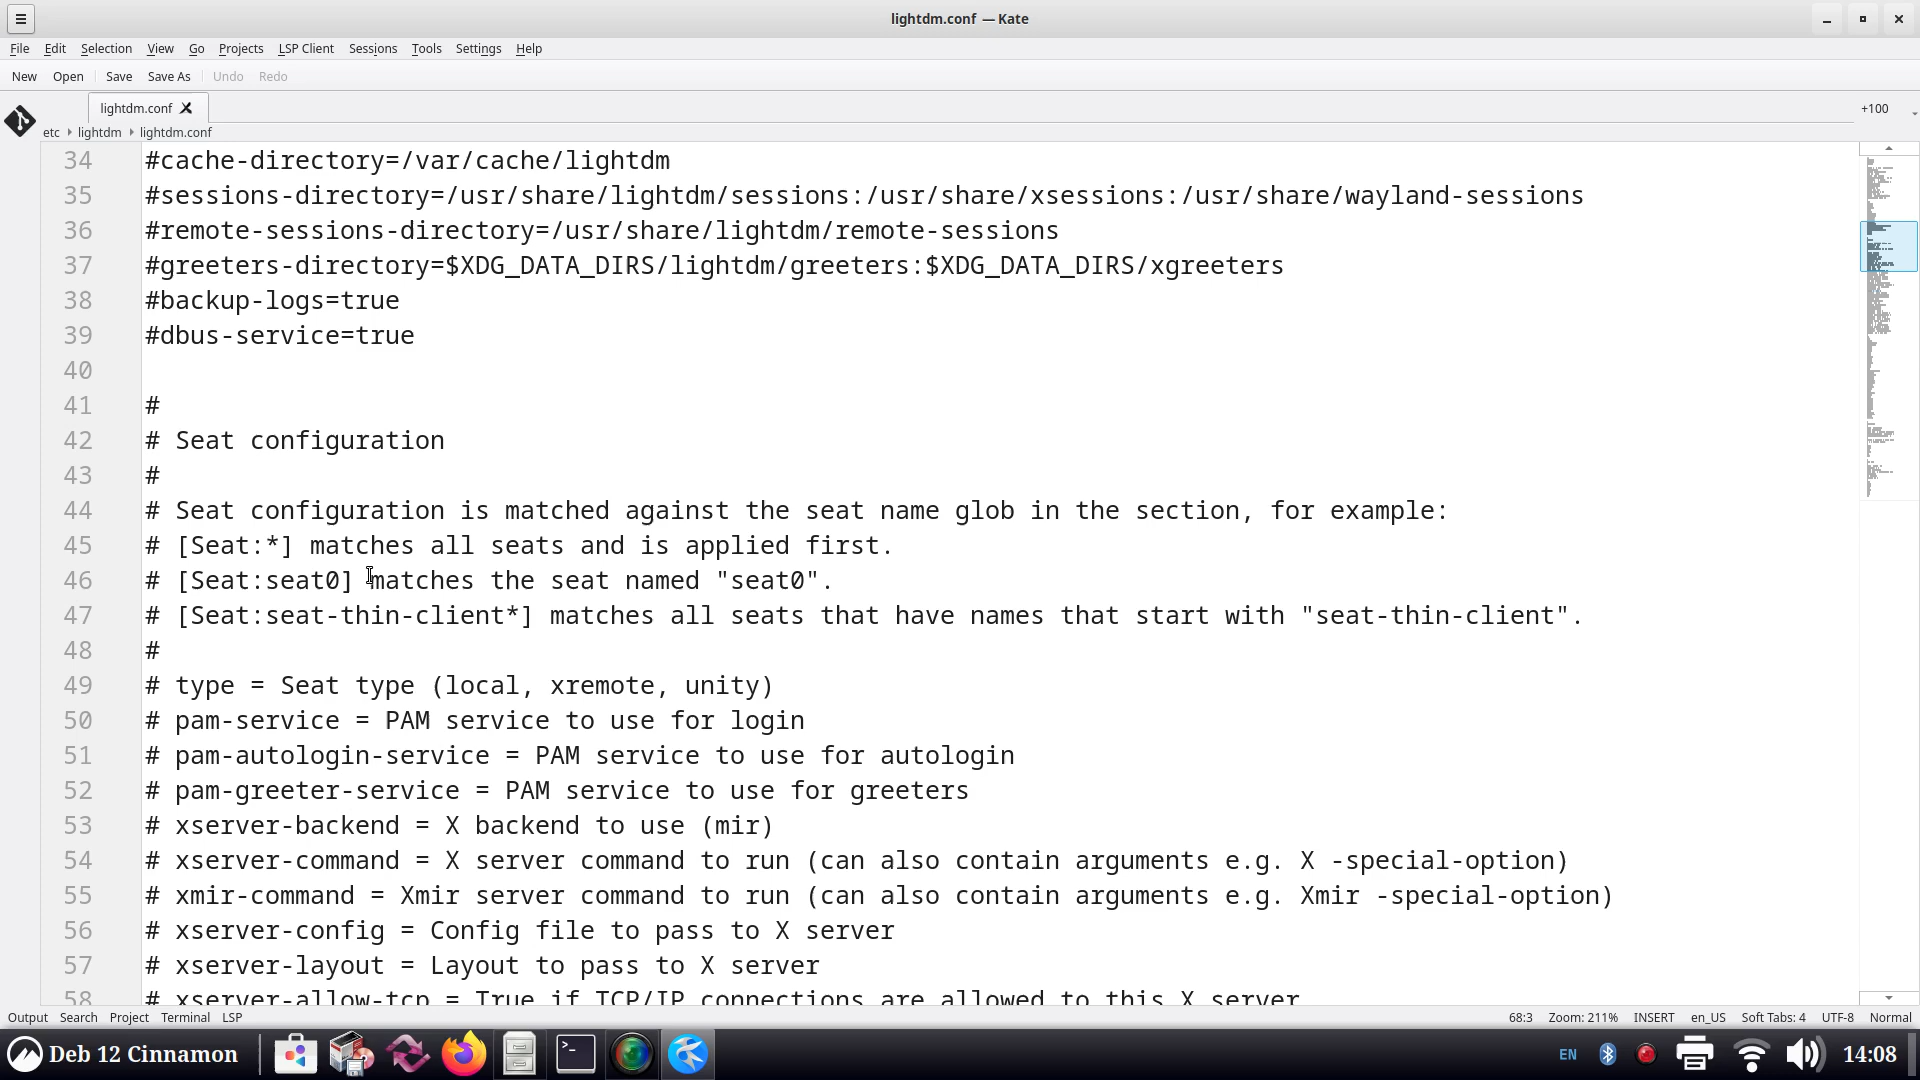 lightdm.conf — Kate
File Edit Selection View Go Projects LSP Client Sessions Tools Settings Help
New Open Save Save As Undo Redo
lightdm.conf +100
etc lightdm lightdm.conf
34 #cache-directory=/var/cache/lightdm
35 #sessions-directory=/usr/share/lightdm/sessions:/usr/share/xsessions:/usr/share/wayland-sessions
36 #remote-sessions-directory=/usr/share/lightdm/remote-sessions
37 #greeters-directory=$XDG_DATA_DIRS/lightdm/greeters:$XDG_DATA_DIRS/xgreeters
38 #backup-logs=true
39 #dbus-service=true
40
41 #
42 # Seat configuration
43 #
44 # Seat configuration is matched against the seat name glob in the section, for example:
45 # [Seat:*] matches all seats and is applied first.
46 # [Seat:seat0] matches the seat named "seat0".
47 # [Seat:seat-thin-client*] matches all seats that have names that start with "seat-thin-client".
48 #
49 # type = Seat type (local, xremote, unity)
50 # pam-service = PAM service to use for login
51 # pam-autologin-service = PAM service to use for autologin
52 # pam-greeter-service = PAM service to use for greeters
53 # xserver-backend = X backend to use (mir)
54 # xserver-command = X server command to run (can also contain arguments e.g. X -special-option)
55 # xmir-command = Xmir server command to run (can also contain arguments e.g. Xmir -special-option)
56 # xserver-config = Config file to pass to X server
57 # xserver-layout = Layout to pass to X server
58 # xserver-allow-tcp = True if TCP/IP connections are allowed to this X server
Output Search Project Terminal LSP 68:3 Zoom: 211% INSERT en_US Soft Tabs: 4 UTF-8 Normal
Deb 12 Cinnamon >_ EN 14:08